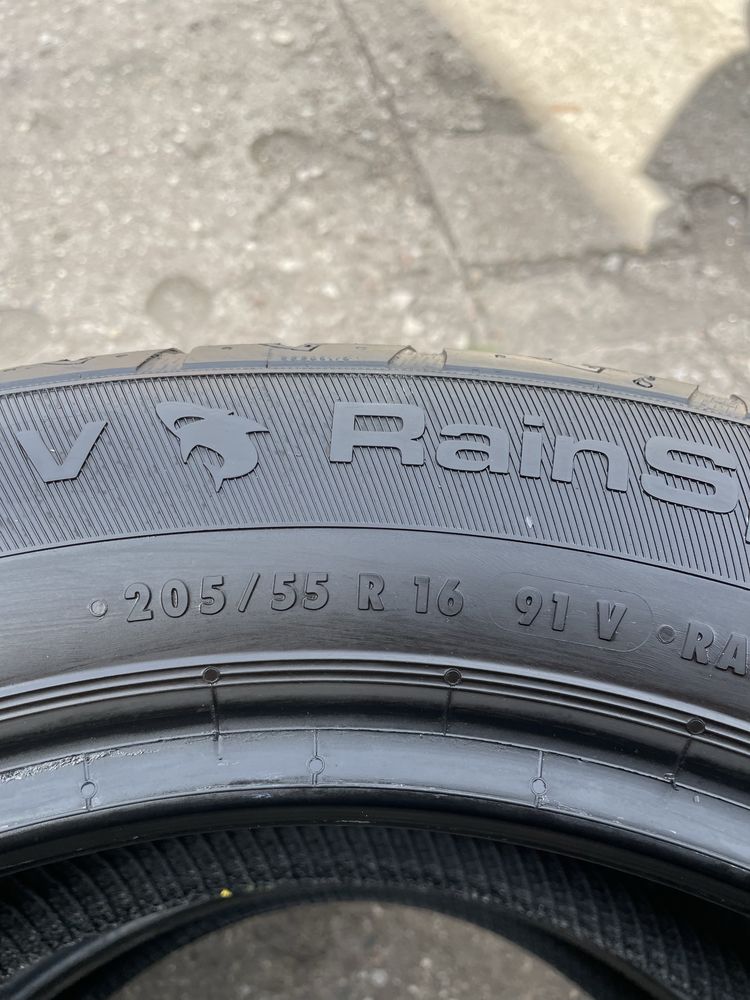 V RainS
205/55 R 16 91 V RA